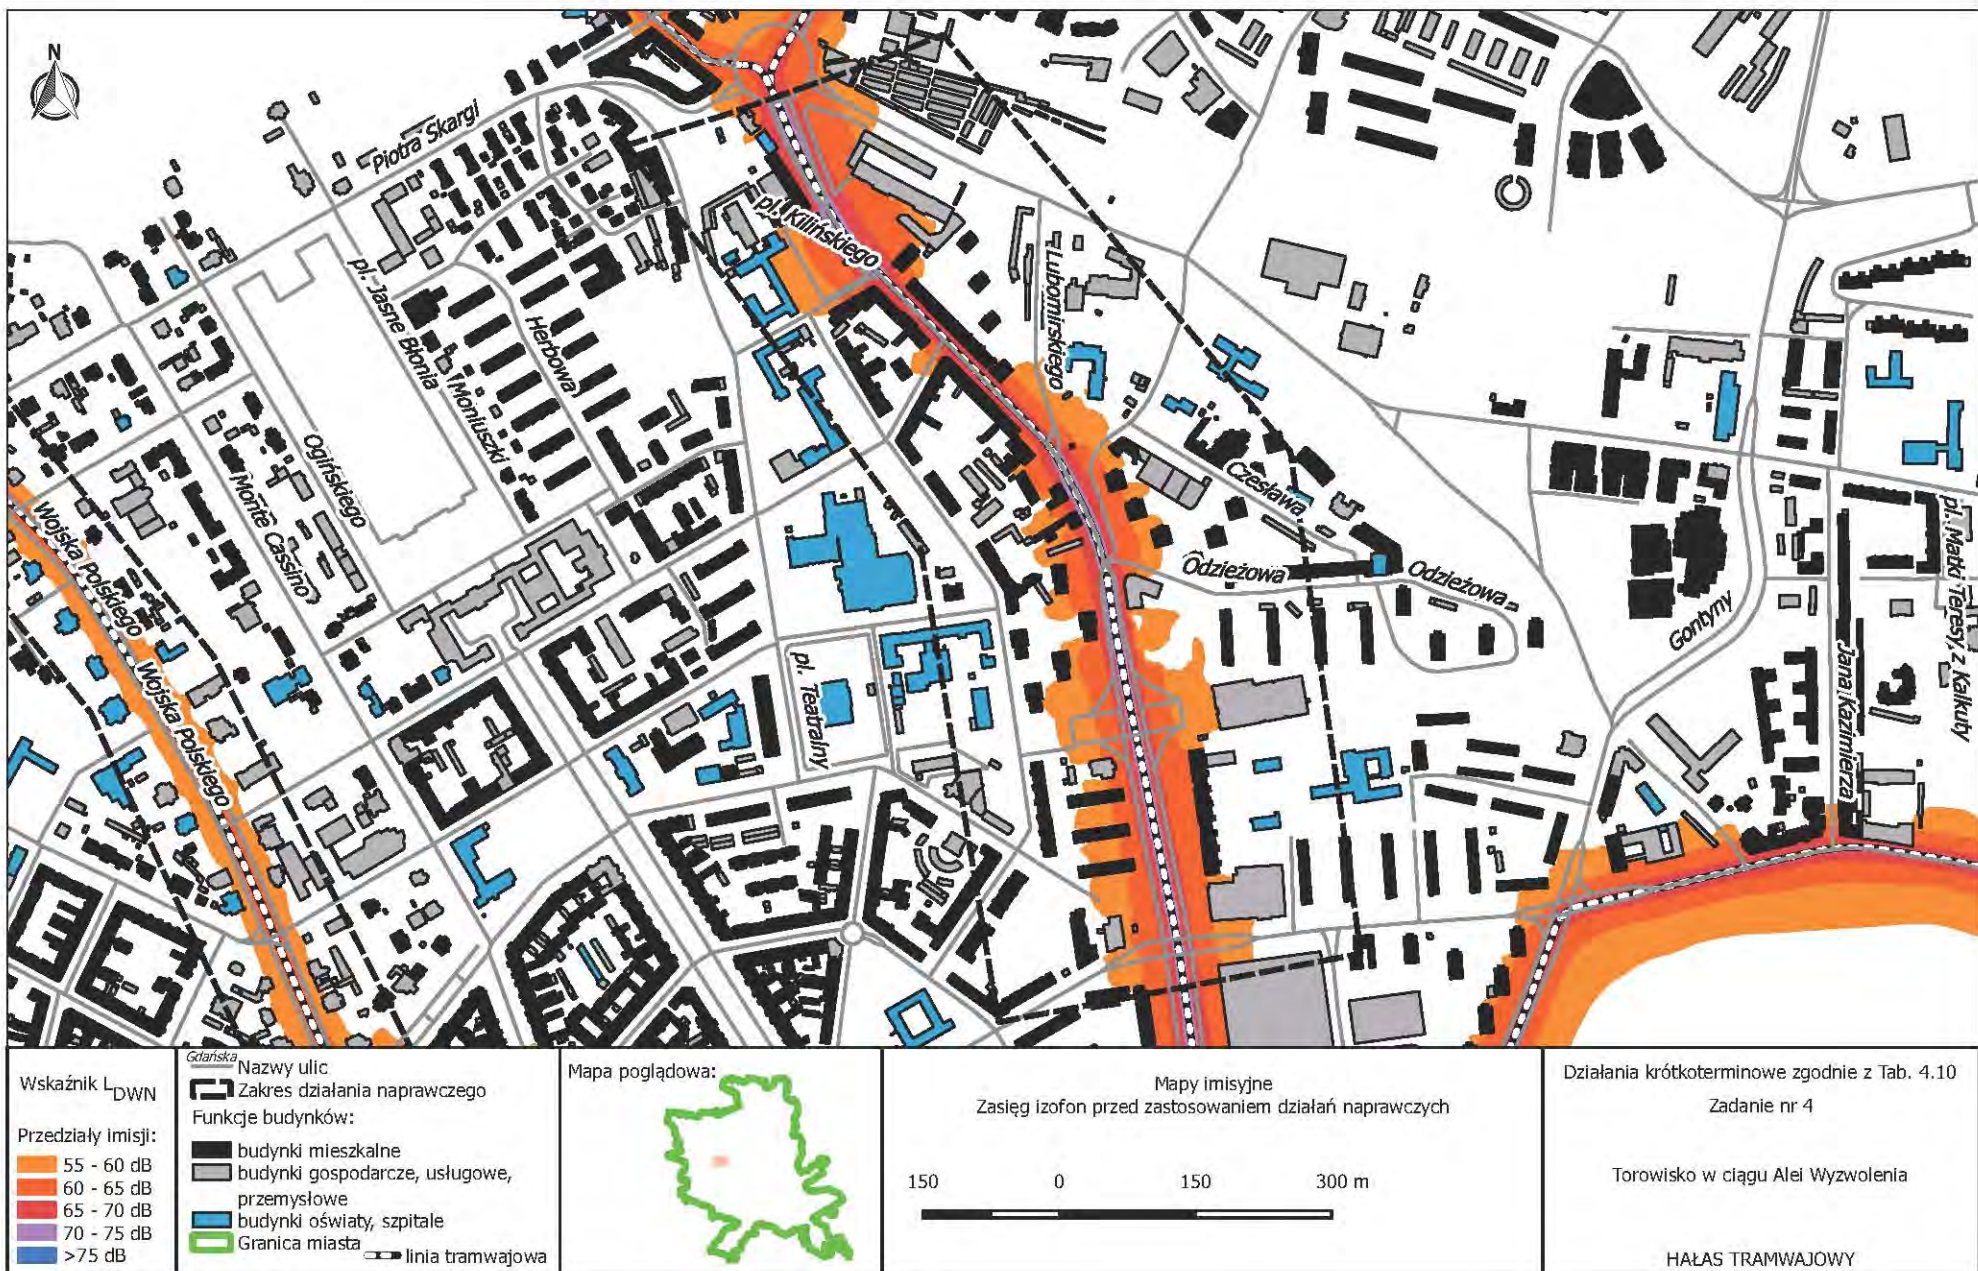 N
Piotra Skargi
pl. Kilińskiego
pl. Jasne Błonia
Herbowa
Moniuszki
Lubomirskiego
Ogińskiego
Monte Cassino
Czesława
Wojska Polskiego
Odzieżowa
Odzieżowa
pl. Matki Teresy z Kalkuty
Gontyny
Wojska Polskiego
pl. Teatralny
Jana Kazimierza
Wskaźnik LDWN
Przedziały imisji:
55 - 60 dB
60 - 65 dB
65 - 70 dB
70 - 75 dB
>75 dB
Gdańska
Nazwy ulic
Zakres działania naprawczego
Funkcje budynków:
budynki mieszkalne
budynki gospodarcze, usługowe,
przemysłowe
budynki oświaty, szpitale
Granica miasta
linia tramwajowa
Mapa poglądowa:
Mapy imisyjne
Zasięg izofon przed zastosowaniem działań naprawczych
150 0 150 300 m
Działania krótkoterminowe zgodnie z Tab. 4.10
Zadanie nr 4
Torowisko w ciągu Alei Wyzwolenia
HAŁAS TRAMWAJOWY